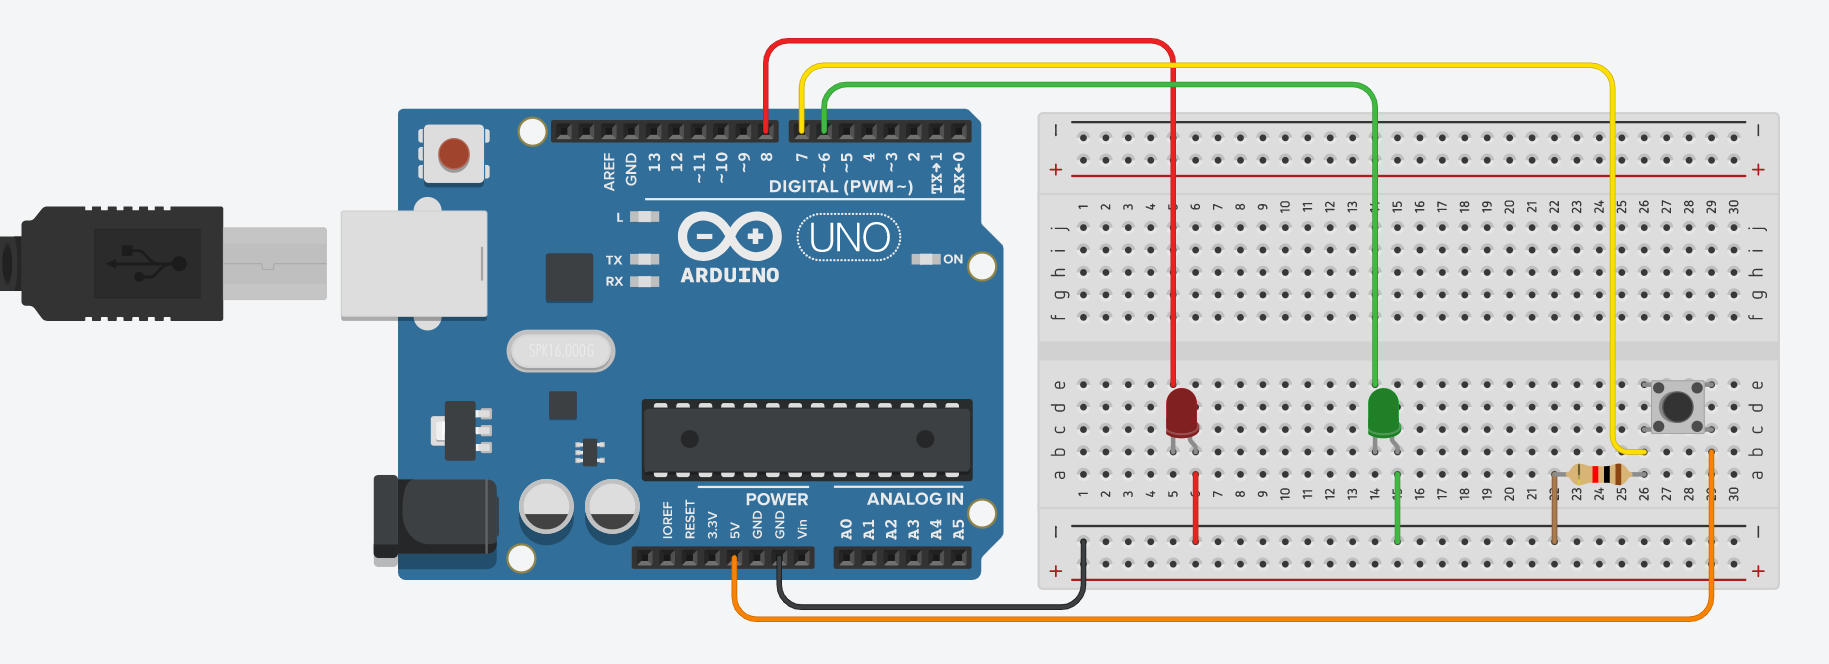 AREF GND 13 12 ~11 ~10 ~9 8 7 ~6 ~5 4 ~3 2 TX→1 RX←0
DIGITAL (PWM~)
L
TX
RX
UNO
ARDUINO
ON
SPK16.000G
POWER
ANALOG IN
IOREF RESET 3.3V 5V GND GND Vin A0 A1 A2 A3 A4 A5
− −
+ +
1 2 3 4 5 6 7 8 9 10 11 12 13 14 15 16 17 18 19 20 21 22 23 24 25 26 27 28 29 30
j j
i i
h h
g g
f f
e e
d d
c c
b b
a a
1 2 3 4 5 6 7 8 9 10 11 12 13 14 15 16 17 18 19 20 21 22 23 24 25 26 27 28 29 30
− −
+ +